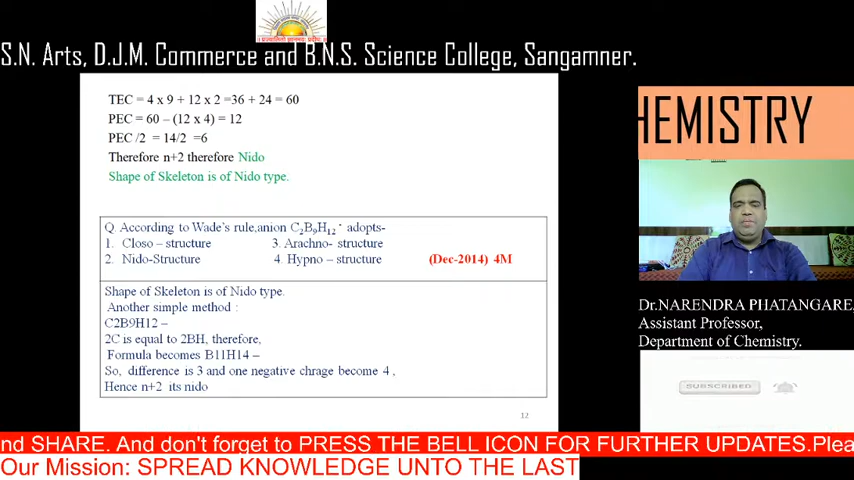 S.N. Arts, D.J.M. Commerce and B.N.S. Science College, Sangamner.
TEC = 4 x 9 + 12 x 2 =36 + 24 = 60
PEC = 60 – (12 x 4) = 12
PEC /2 = 14/2 =6
Therefore n+2 therefore Nido
Shape of Skeleton is of Nido type.
Q. According to Wade's rule,anion C₂B₉H₁₂⁻ adopts-
1. Closo – structure 3. Arachno- structure
2. Nido-Structure 4. Hypno – structure (Dec-2014) 4M
Shape of Skeleton is of Nido type.
Another simple method :
C2B9H12 –
2C is equal to 2BH, therefore,
Formula becomes B11H14 –
So, difference is 3 and one negative chrage become 4 ,
Hence n+2 its nido
12
HEMISTRY
Dr.NARENDRA PHATANGARE,
Assistant Professor,
Department of Chemistry.
SUBSCRIBED
nd SHARE. And don't forget to PRESS THE BELL ICON FOR FURTHER UPDATES.Plea
Our Mission: SPREAD KNOWLEDGE UNTO THE LAST